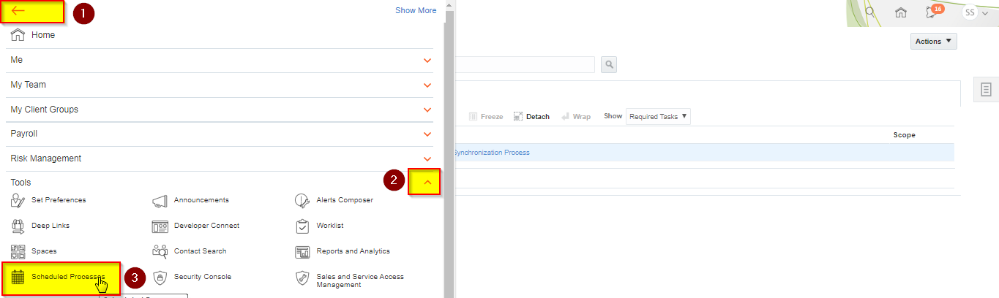 1
Show More
16
SS
Home
Actions
Me
My Team
My Client Groups
Freeze
Detach
Wrap
Show
Required Tasks
Payroll
Scope
Risk Management
Synchronization Process
Tools
2
Set Preferences
Announcements
Alerts Composer
Deep Links
Developer Connect
Worklist
Spaces
Contact Search
Reports and Analytics
Scheduled Processes
3
Security Console
Sales and Service Access
Management